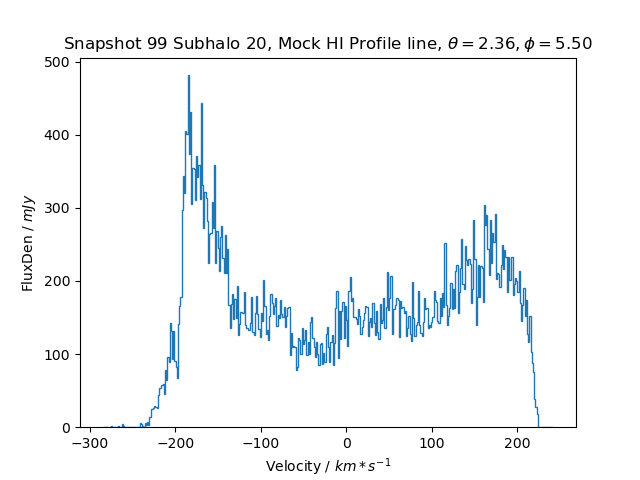 Snapshot 99 Subhalo 20, Mock HI Profile line, θ = 2.36, ϕ = 5.50
500
400
300
200
100
0
FluxDen / mJy
−300 −200 −100 0 100 200
Velocity / km * s⁻¹